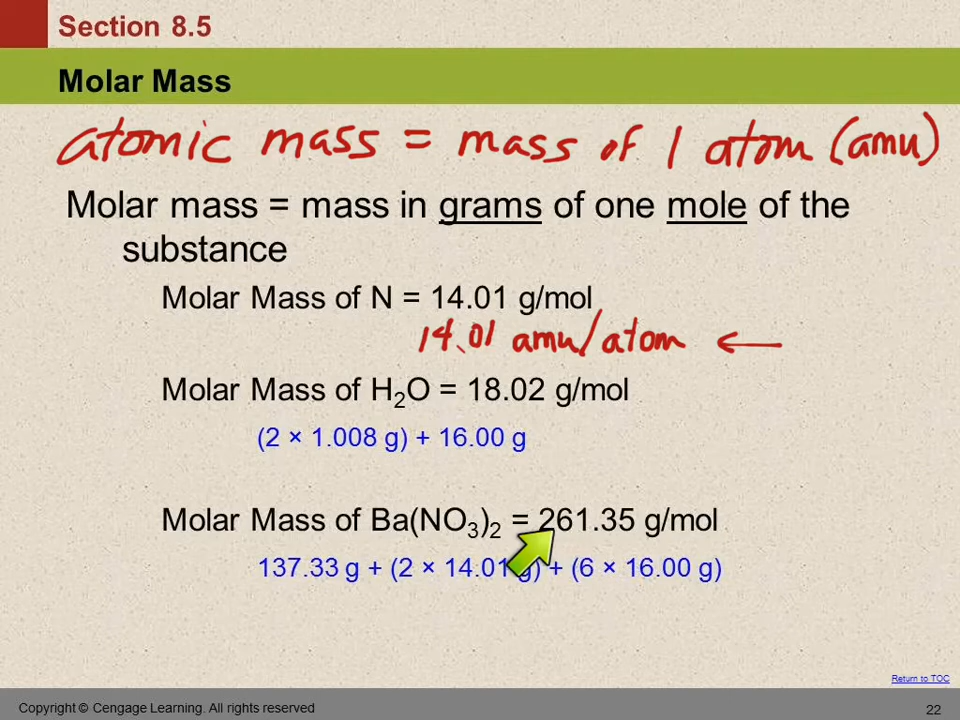 Section 8.5
Molar Mass
atomic mass = mass of 1 atom (amu)
Molar mass = mass in grams of one mole of the
substance
Molar Mass of N = 14.01 g/mol
14.01 amu/atom ←
Molar Mass of H₂O = 18.02 g/mol
(2 × 1.008 g) + 16.00 g
Molar Mass of Ba(NO₃)₂ = 261.35 g/mol
137.33 g + (2 × 14.01 g) + (6 × 16.00 g)
Return to TOC
Copyright © Cengage Learning. All rights reserved
22